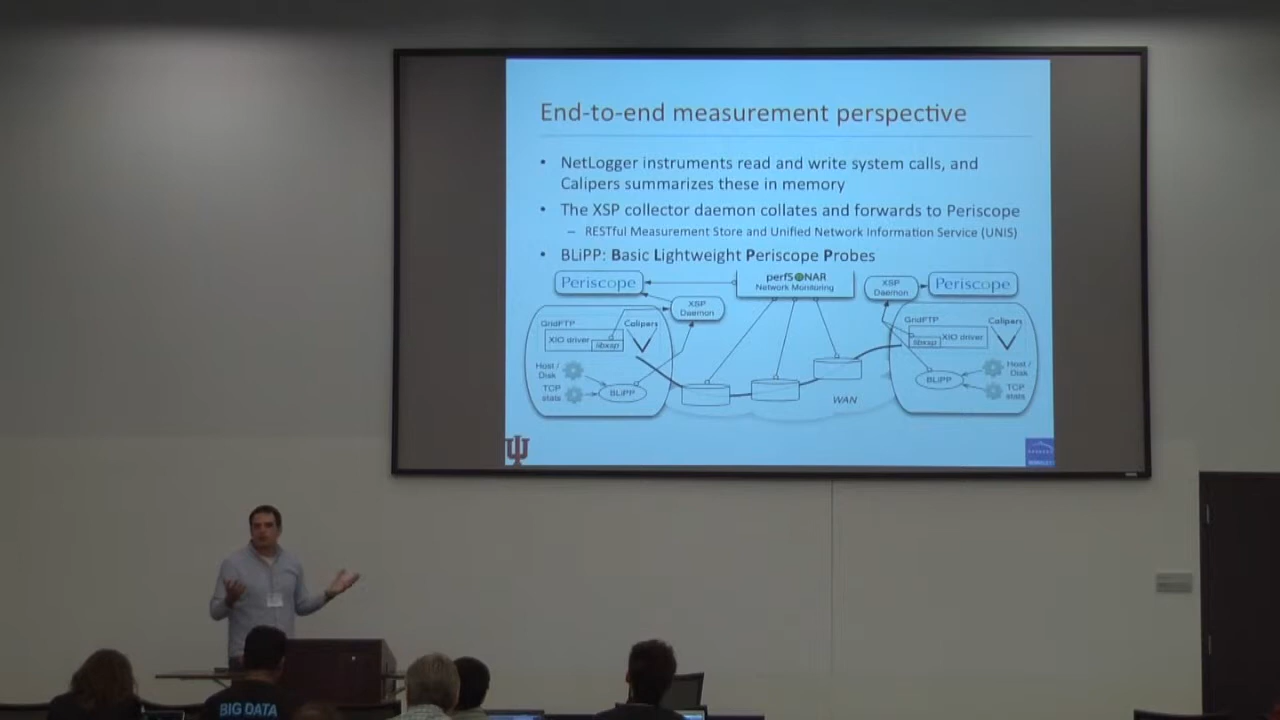 End-to-end measurement perspective
• NetLogger instruments read and write system calls, and
Calipers summarizes these in memory
• The XSP collector daemon collates and forwards to Periscope
– RESTful Measurement Store and Unified Network Information Service (UNIS)
• BLiPP: Basic Lightweight Periscope Probes
Periscope
perfSONAR
Network Monitoring
XSP
Daemon
Periscope
XSP
Daemon
GridFTP
Calipers
XIO driver
libxsp
Host /
Disk
TCP
stats
BLiPP
WAN
GridFTP
Calipers
libxsp
XIO driver
BLiPP
Host /
Disk
TCP
stats
BIG DATA